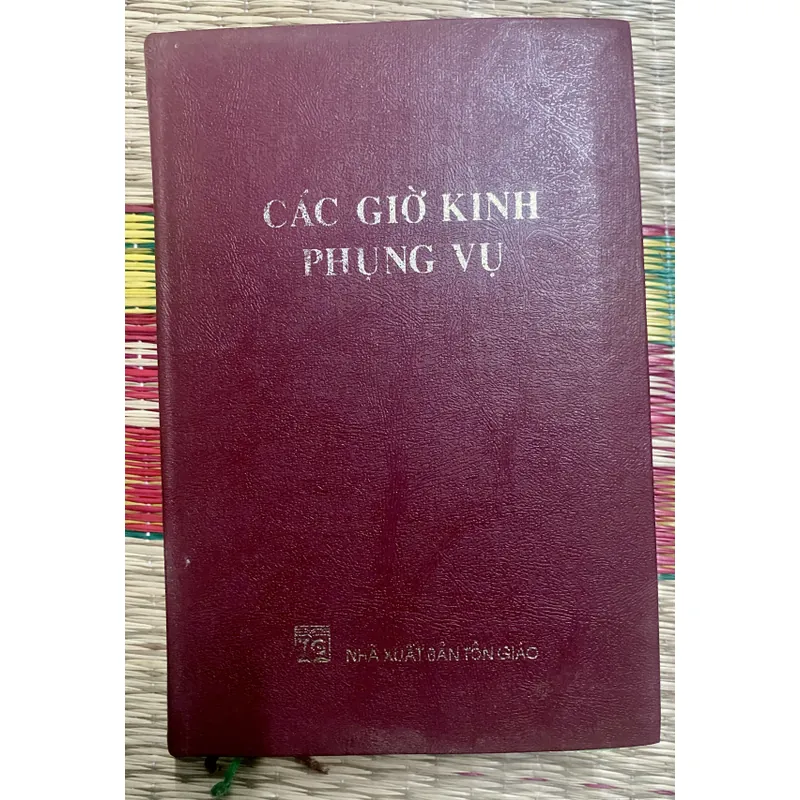 CÁC GIỜ KINH
PHỤNG VỤ
NHÀ XUẤT BẢN TÔN GIÁO